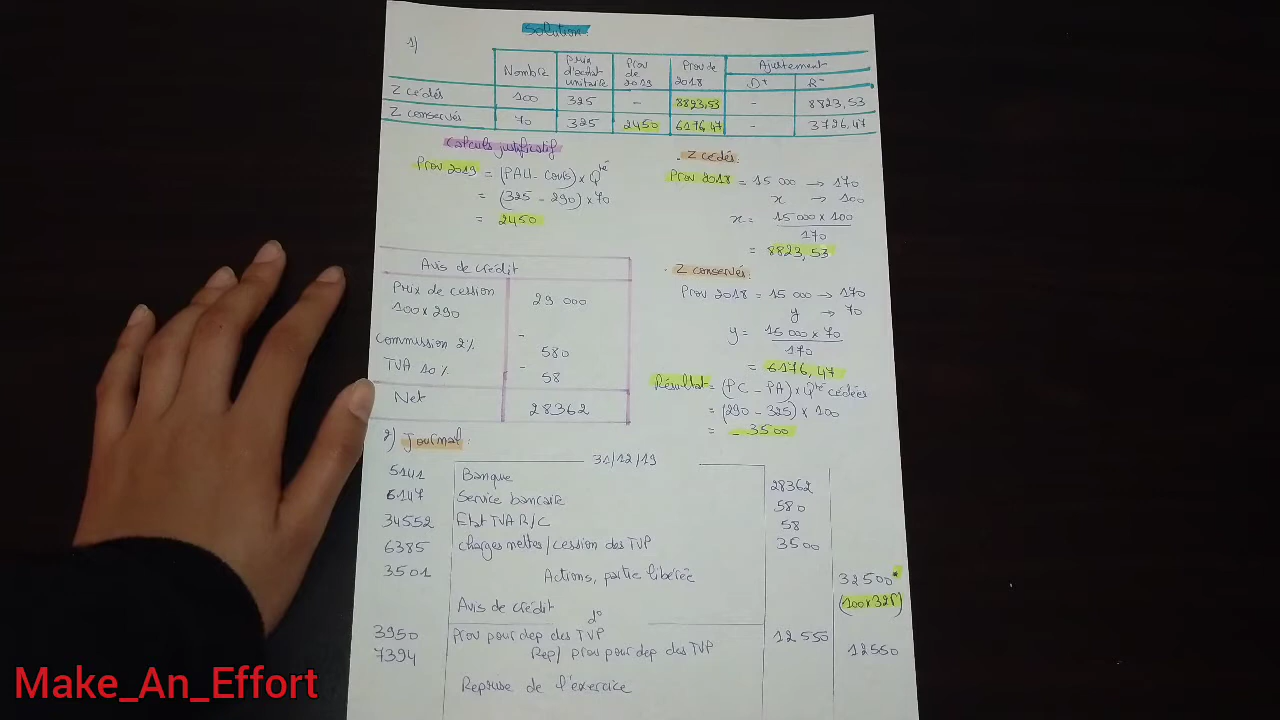 Solution:
1)
Nombre | Prix d'achat unitaire | Prov de 2019 | Prov de 2018 | Ajustement
D+ | R-
Z cédés | 100 | 325 | - | 8823,53 | - | 8823,53
Z conservés | 70 | 325 | 2450 | 6176,47 | - | 3726,47
Calculs justificatif
Prov 2019 = (PAU - Cours) x Qté
= (325 - 290) x 70
= 2450
. Z cédés:
Prov 2018 = 15 000 → 170
x → 100
x = 15 000 x 100 / 170
= 8823,53
. Z conservés:
Prov 2018 = 15 000 → 170
y → 70
y = 15 000 x 70 / 170
= 6176,47
Résultat = (PC - PA) x Qté cédées
= (290 - 325) x 100
= - 3500
Avis de crédit
Prix de cession 29 000
100 x 290
Commission 2% - 580
TVA 10% - 58
Net 28362
2) Journal:
31/12/19
5141 Banque 28362
6147 Service bancaire 580
34552 Etat TVA R/C 58
6385 charges nettes/cession des TVP 3500
3501 Actions, partie libérée 32500*
(100 x 325)
Avis de crédit
d°
3950 Prov pour dep des TVP 12550
7394 Rep/ prov pour dep des TVP 12550
Reprise de l'exercice
Make_An_Effort